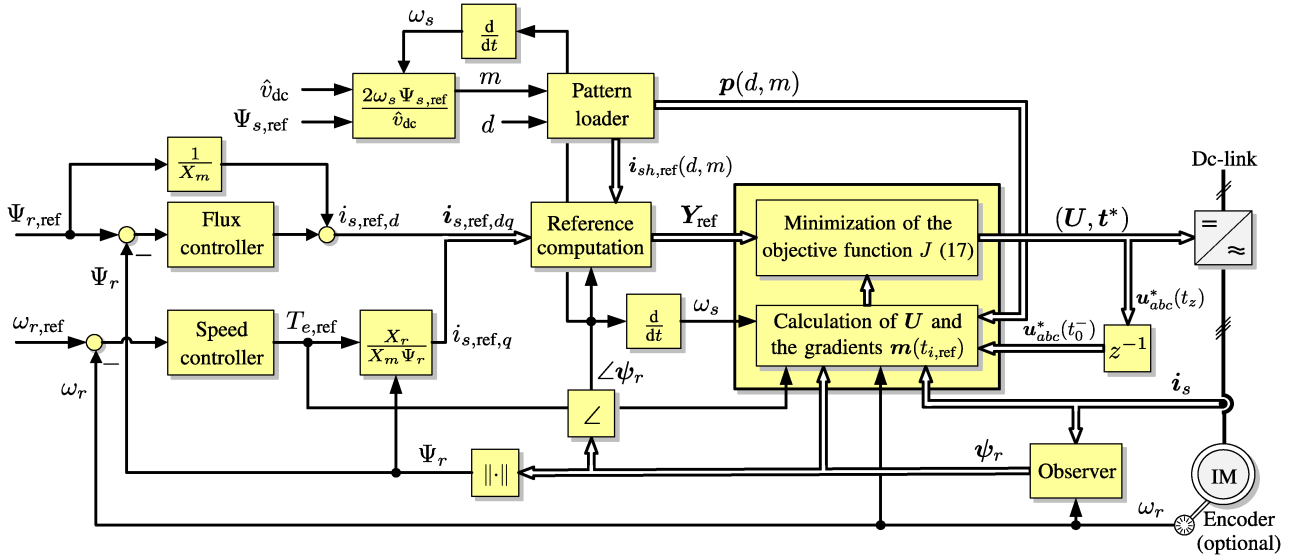 ω_s
d/dt
v̂_dc
Ψ_s,ref
2ω_s Ψ_s,ref / v̂_dc
m
d
Pattern
loader
p(d, m)
i_sh,ref(d, m)
1/X_m
Dc-link
Ψ_r,ref
−
Flux
controller
i_s,ref,d
i_s,ref,dq
Reference
computation
Y_ref
Minimization of the
objective function J (17)
(U, t*)
=
≈
Ψ_r
u*_abc(t_z)
ω_r,ref
−
Speed
controller
T_e,ref
X_r / X_m Ψ_r
i_s,ref,q
d/dt
ω_s
Calculation of U and
the gradients m(t_i,ref)
u*_abc(t_0^−)
z^−1
ω_r
∠ψ_r
∠
i_s
Ψ_r
‖·‖
ψ_r
Observer
IM
ω_r
Encoder
(optional)